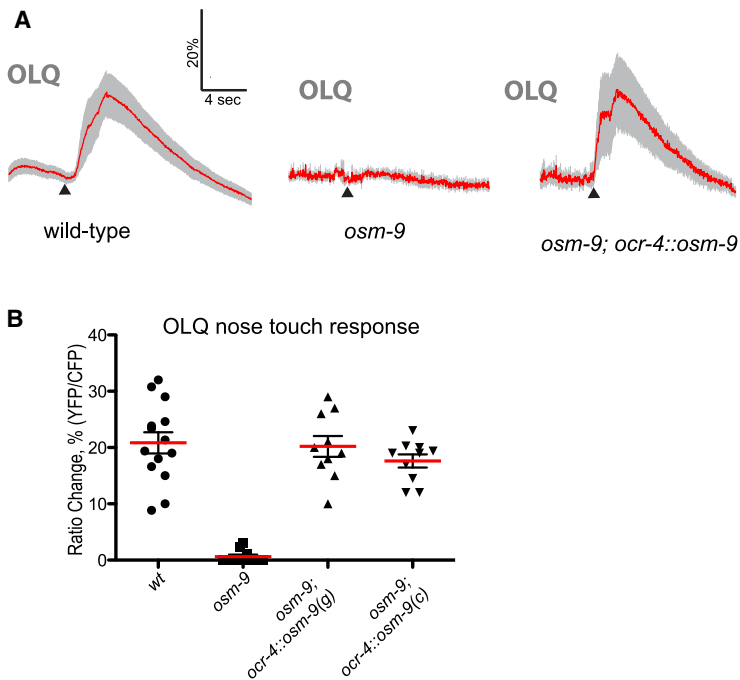 A
OLQ
20%
4 sec
OLQ
OLQ
wild-type
osm-9
osm-9; ocr-4::osm-9
B
OLQ nose touch response
Ratio Change, % (YFP/CFP)
40
30
20
10
0
wt
osm-9
osm-9;
ocr-4::osm-9(g)
osm-9;
ocr-4::osm-9(c)